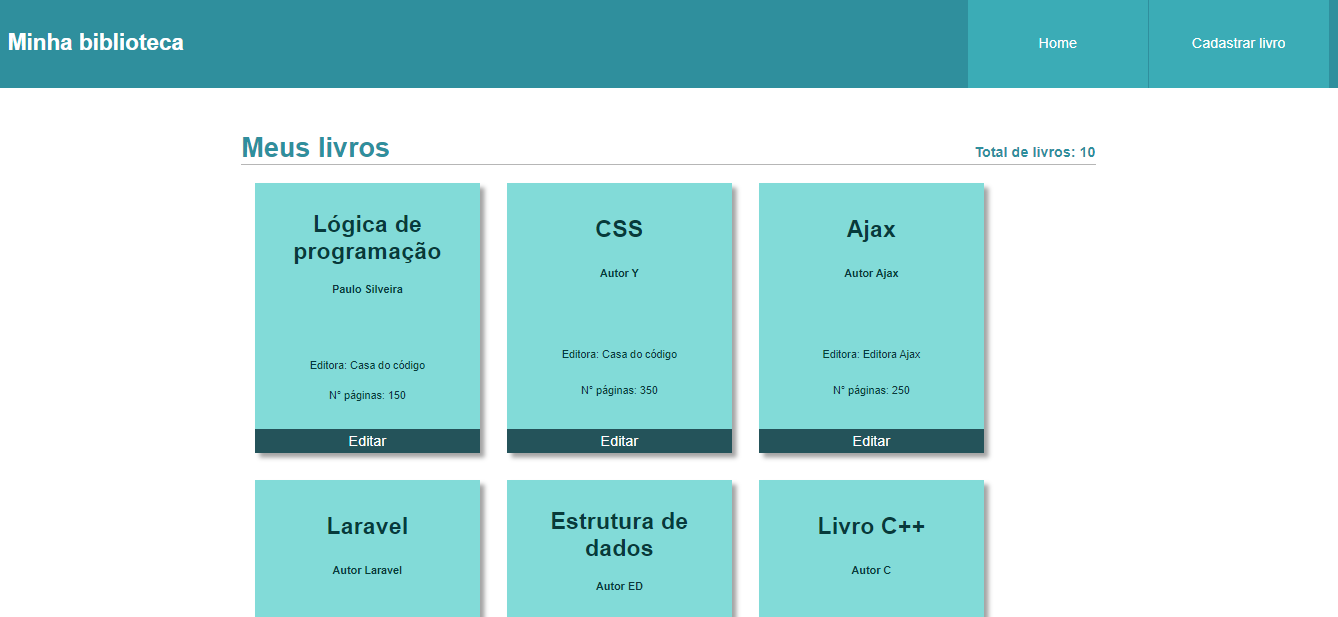 Minha biblioteca
Home
Cadastrar livro
Meus livros
Total de livros: 10
Lógica de
programação
Paulo Silveira
Editora: Casa do código
N° páginas: 150
Editar
CSS
Autor Y
Editora: Casa do código
N° páginas: 350
Editar
Ajax
Autor Ajax
Editora: Editora Ajax
N° páginas: 250
Editar
Laravel
Autor Laravel
Estrutura de
dados
Autor ED
Livro C++
Autor C